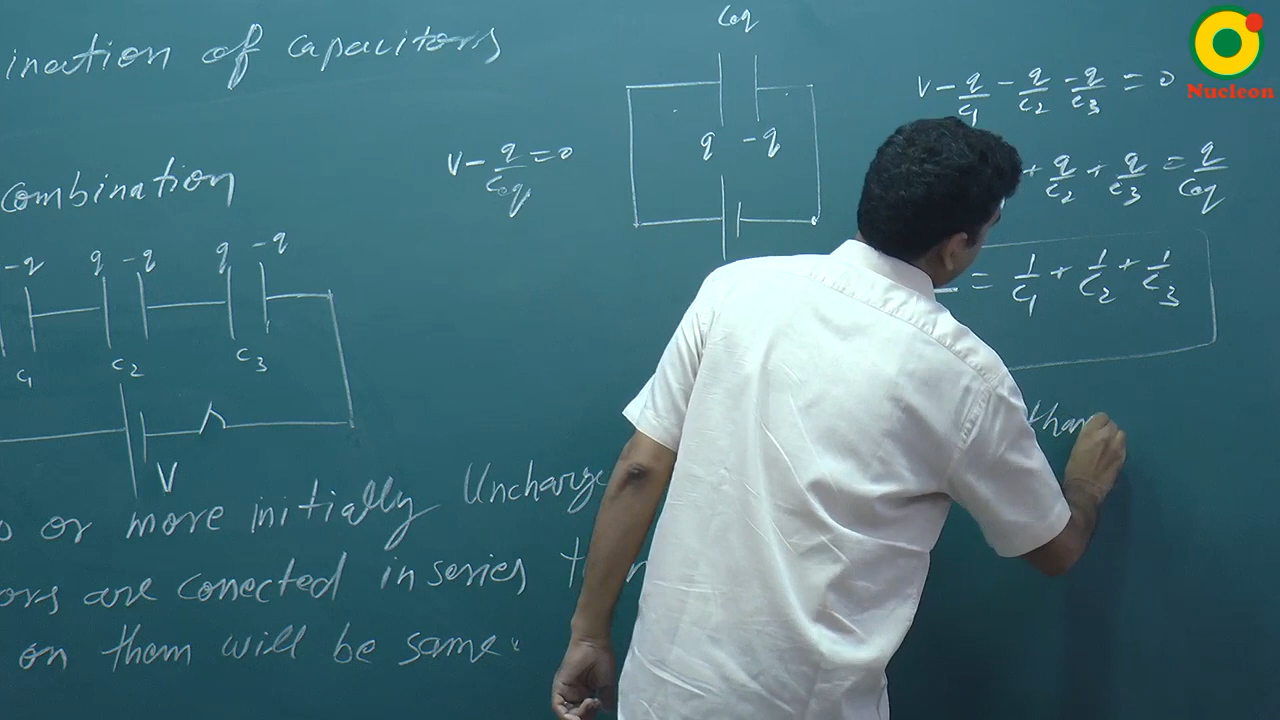 ination of capacitors
combination
-q q -q q -q
C1 C2 C3
V
or more initially Uncharge
ors are conected in series
on them will be same.
V - q/Ceq = 0
Ceq
q -q
V - q/C1 - q/C2 - q/C3 = 0
+ q/C2 + q/C3 = q/Ceq
= 1/C1 + 1/C2 + 1/C3
than
Nucleon